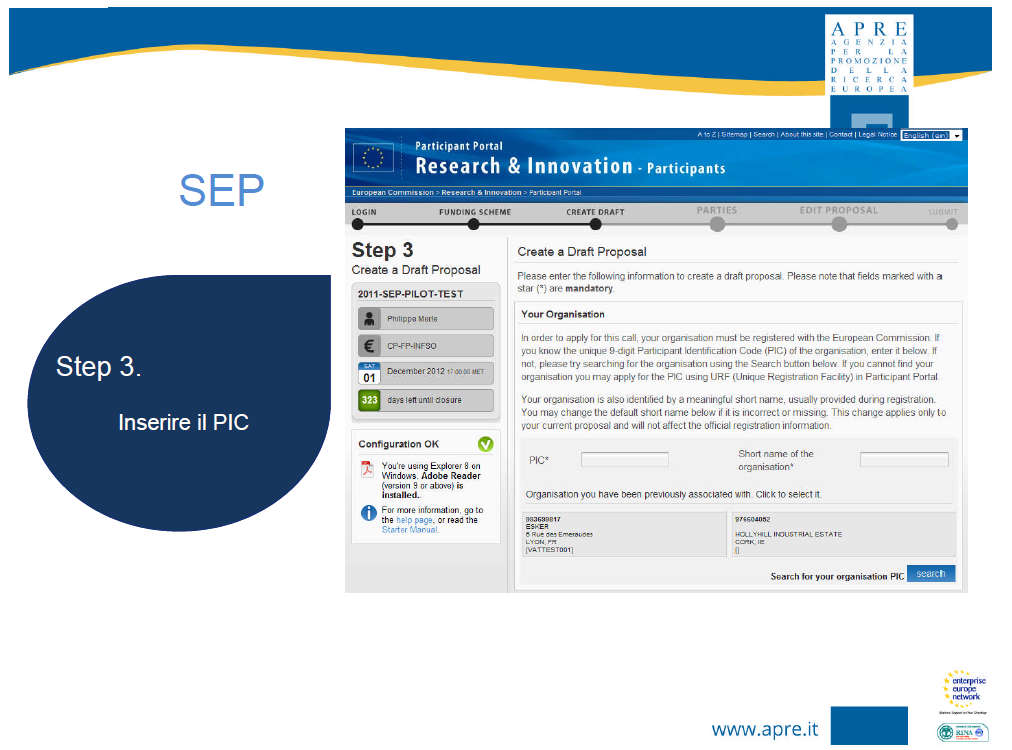 A P R E
A G E N Z I A
P E R L A
P R O M O Z I O N E
D E L L A
R I C E R C A
E U R O P E A
SEP
Step 3.
Inserire il PIC
A to Z | Sitemap | Search | About this site | Contact | Legal Notice English (en)
Participant Portal
Research & Innovation - Participants
European Commission > Research & Innovation > Participant Portal
LOGIN FUNDING SCHEME CREATE DRAFT PARTIES EDIT PROPOSAL SUBMIT
Step 3
Create a Draft Proposal
2011-SEP-PILOT-TEST
Philippe Merle
CP-FP-INFSO
SAT
01
December 2012 17:00:00 MET
323 days left until closure
Configuration OK
You're using Explorer 8 on
Windows. Adobe Reader
(version 9 or above) is
installed..
For more information, go to
the help page, or read the
Starter Manual.
Create a Draft Proposal
Please enter the following information to create a draft proposal. Please note that fields marked with a
star (*) are mandatory.
Your Organisation
In order to apply for this call, your organisation must be registered with the European Commission. If
you know the unique 9-digit Participant Identification Code (PIC) of the organisation, enter it below. If
not, please try searching for the organisation using the Search button below. If you cannot find your
organisation you may apply for the PIC using URF (Unique Registration Facility) in Participant Portal.
Your organisation is also identified by a meaningful short name, usually provided during registration.
You may change the default short name below if it is incorrect or missing. This change applies only to
your current proposal and will not affect the official registration information.
PIC*
Short name of the
organisation*
Organisation you have been previously associated with. Click to select it.
993699817
ESKER
6 Rue des Emeraudes
LYON, FR
[VATTEST001]
976604082
HOLLYHILL INDUSTRIAL ESTATE
CORK, IE
[]
Search for your organisation PIC search
enterprise
europe
network
www.apre.it
RINA